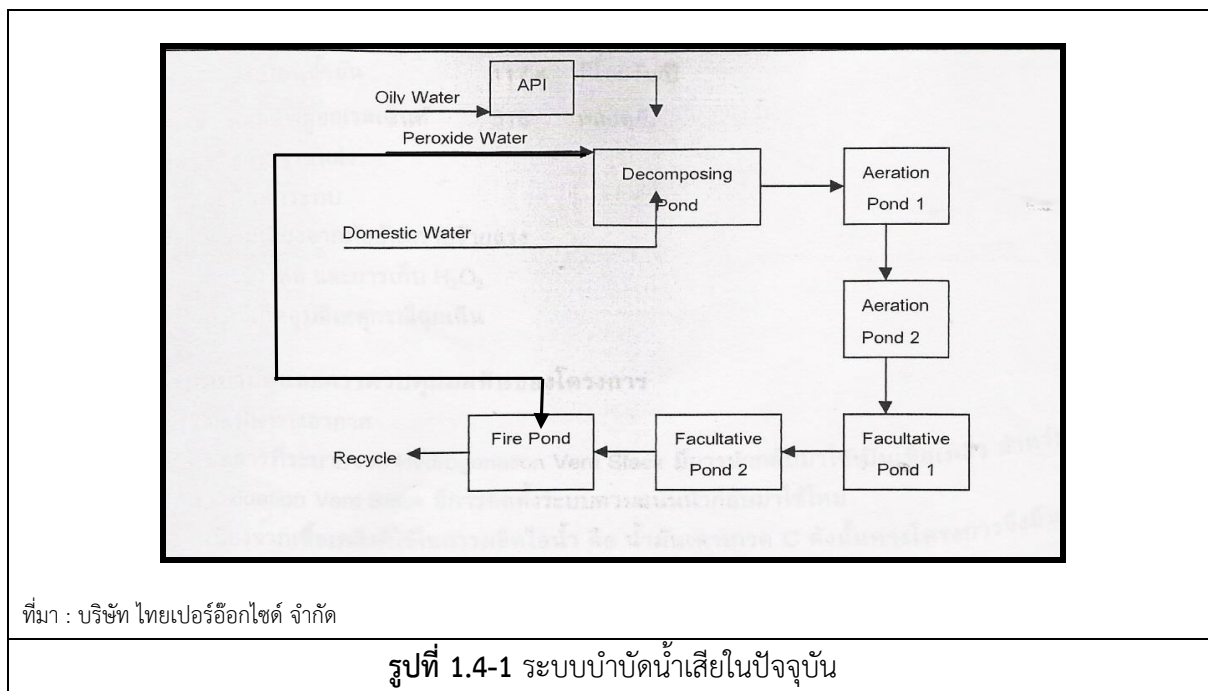 API
Oily Water
Peroxide Water
Decomposing
Pond
Aeration
Pond 1
Domestic Water
Aeration
Pond 2
Fire Pond
Recycle
Facultative
Pond 2
Facultative
Pond 1
ที่มา : บริษัท ไทยเปอร์อ๊อกไซด์ จำกัด
รูปที่ 1.4-1 ระบบบำบัดน้ำเสียในปัจจุบัน